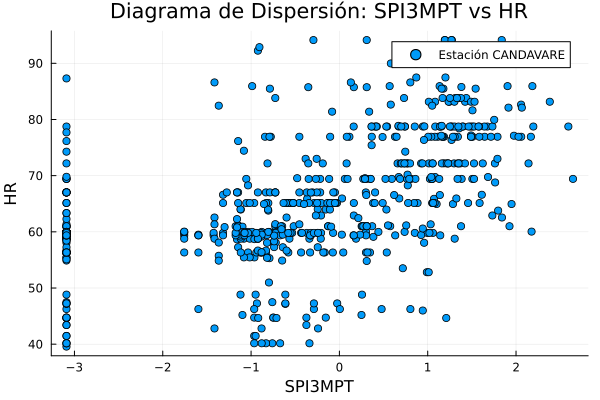 Diagrama de Dispersión: SPI3MPT vs HR
Estación CANDAVARE
HR
90
80
70
60
50
40
−3 −2 −1 0 1 2
SPI3MPT